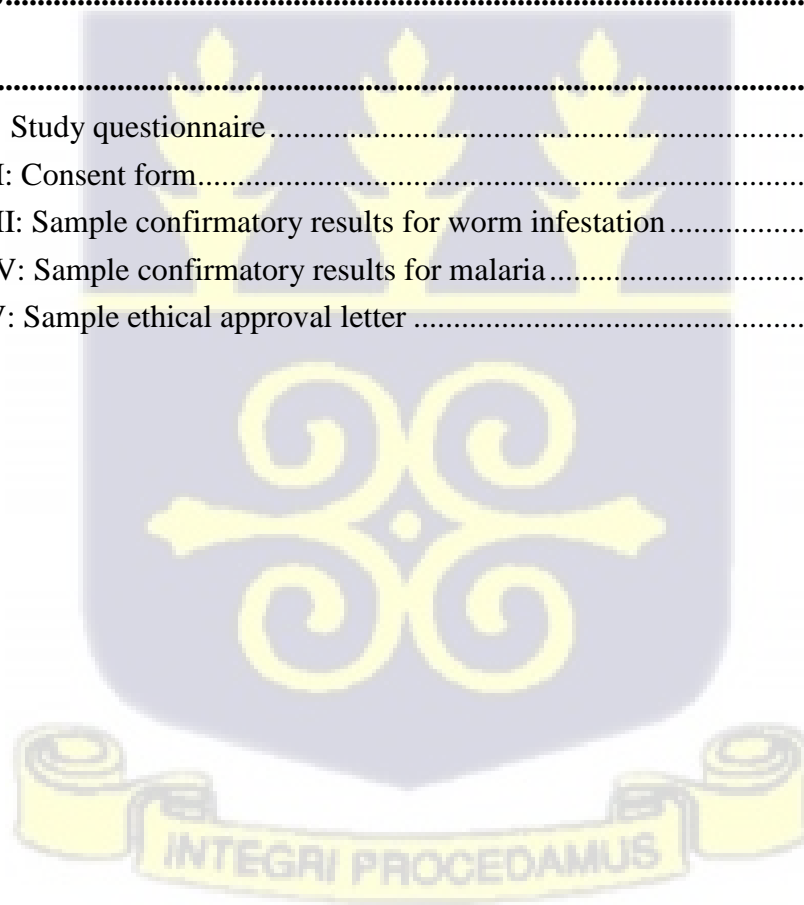 Study questionnaire
I: Consent form
II: Sample confirmatory results for worm infestation
V: Sample confirmatory results for malaria
V: Sample ethical approval letter
INTEGRI PROCEDAMUS